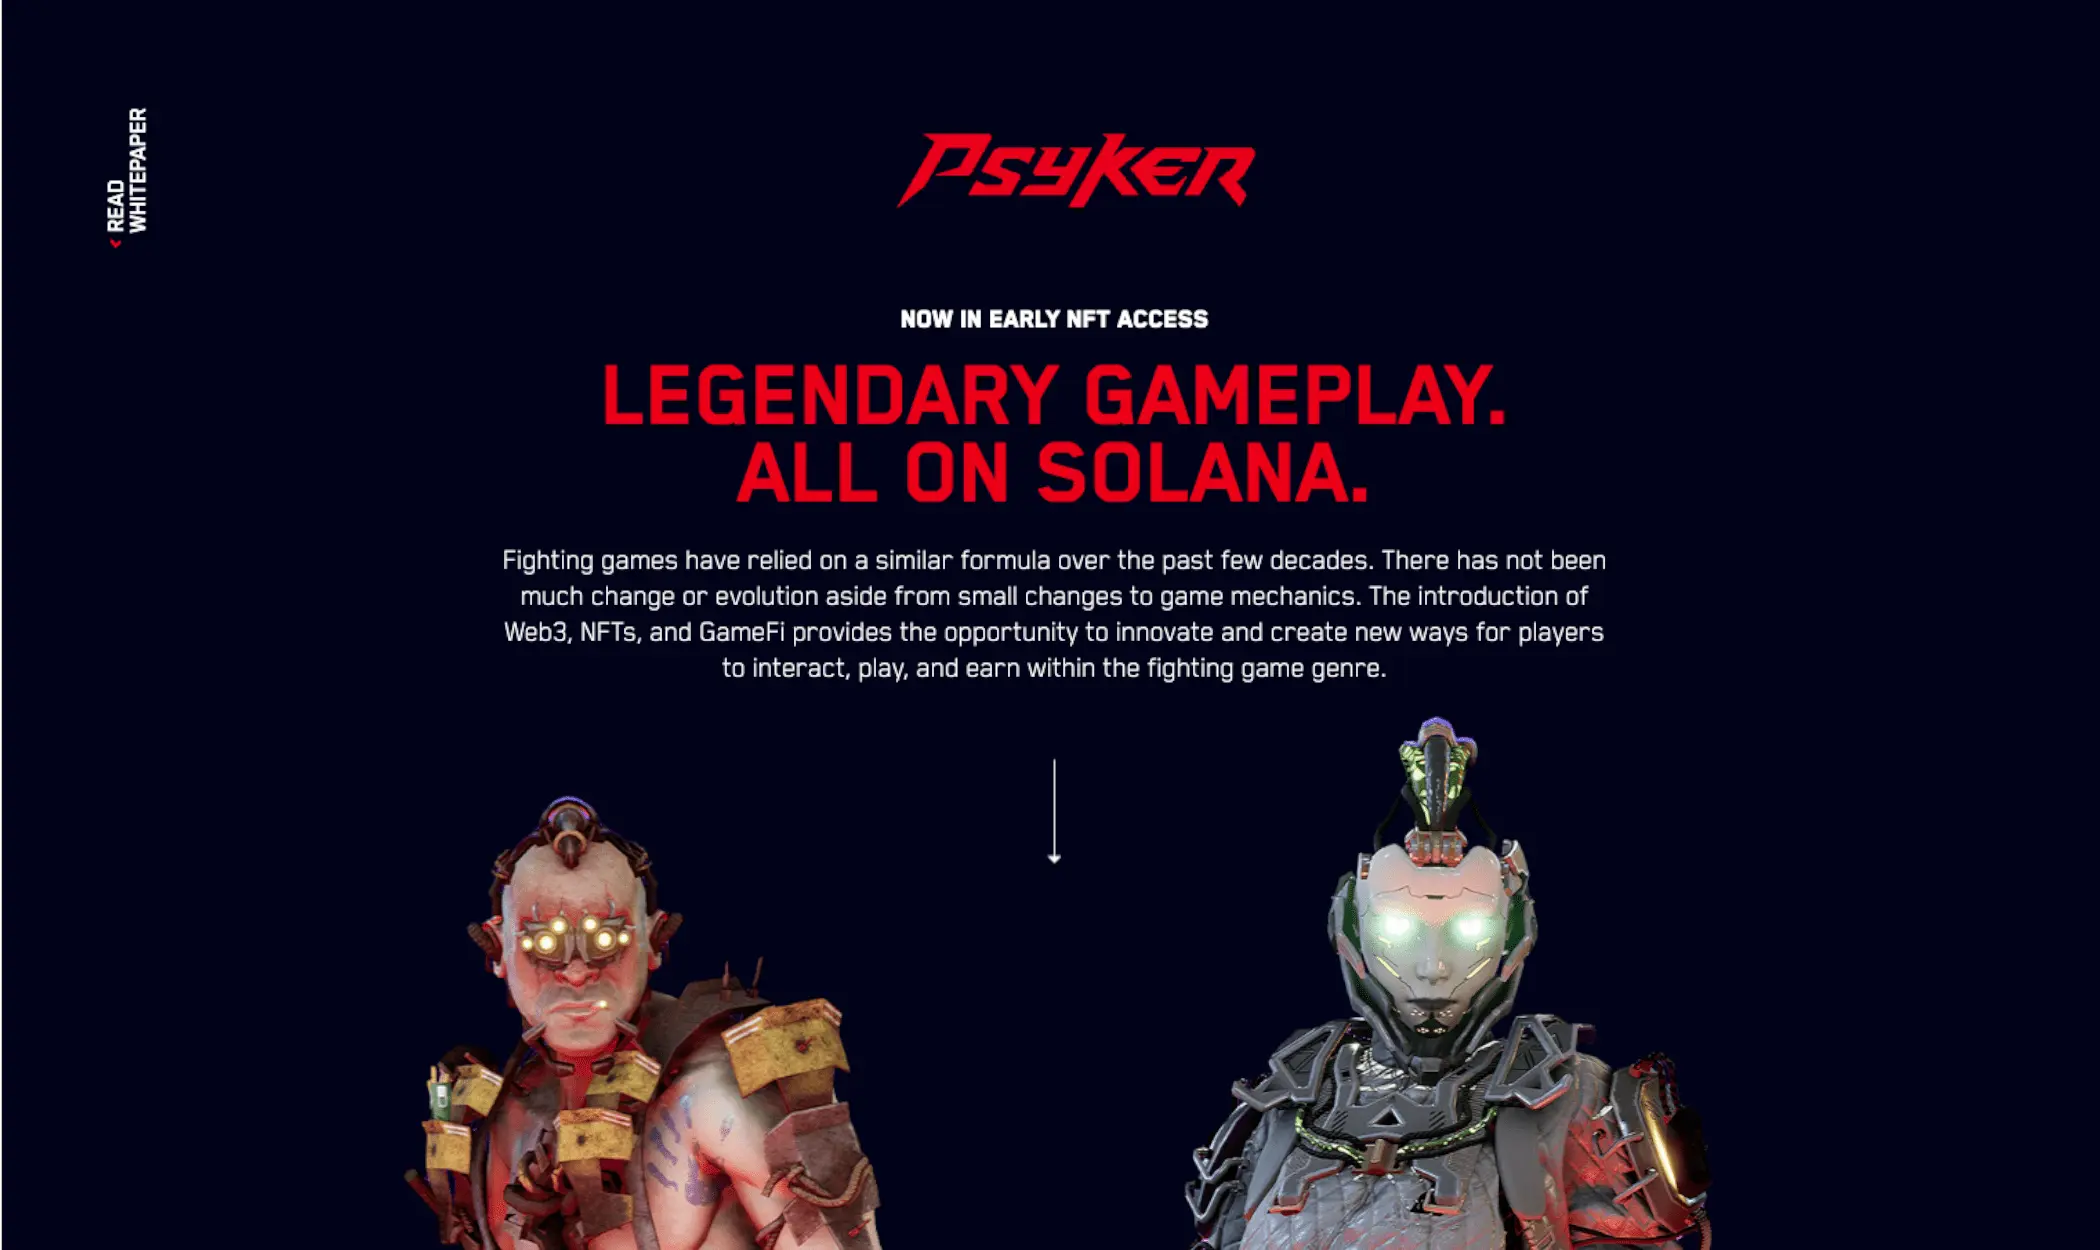 READ
WHITEPAPER
PSYKER
NOW IN EARLY NFT ACCESS
LEGENDARY GAMEPLAY.
ALL ON SOLANA.
Fighting games have relied on a similar formula over the past few decades. There has not been
much change or evolution aside from small changes to game mechanics. The introduction of
Web3, NFTs, and GameFi provides the opportunity to innovate and create new ways for players
to interact, play, and earn within the fighting game genre.